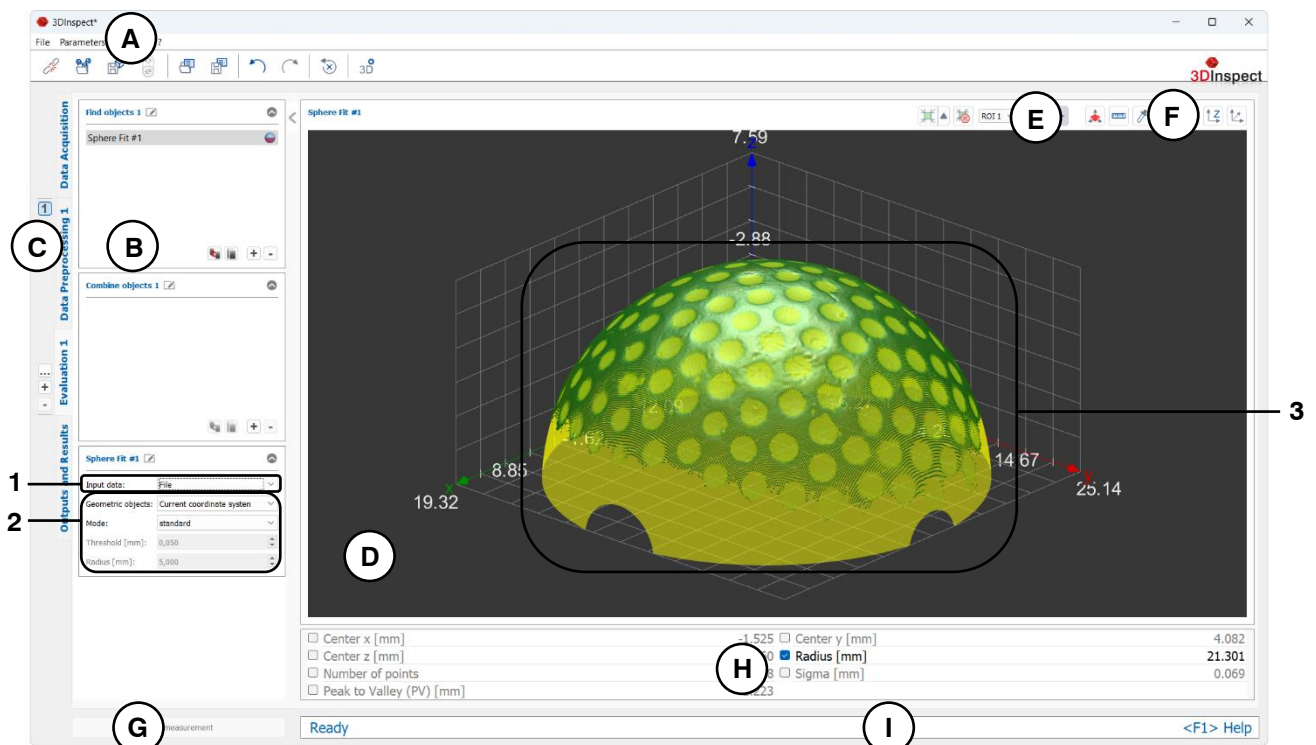 3DInspect*
A
File Parameters ?
3D
3DInspect
Data Acquisition
Data Preprocessing 1
Evaluation 1
Outputs and Results
1
C
...
+
-
Find objects 1
Sphere Fit #1
B
+ -
Combine objects 1
+ -
Sphere Fit #1
1
Input data: File
2
Geometric objects: Current coordinate system
Mode: standard
Threshold [mm]: 0,050
Radius [mm]: 5,000
G
measurement
Sphere Fit #1
ROI 1
E
F
Z
7.59
z
-2.88
3
-1.62
8.85
x
19.32
14.67
25.14
D
Center x [mm] -1.525 Center y [mm] 4.082
Center z [mm] Radius [mm] 21.301
Number of points Sigma [mm] 0.069
Peak to Valley (PV) [mm]
H
Ready
I
<F1> Help